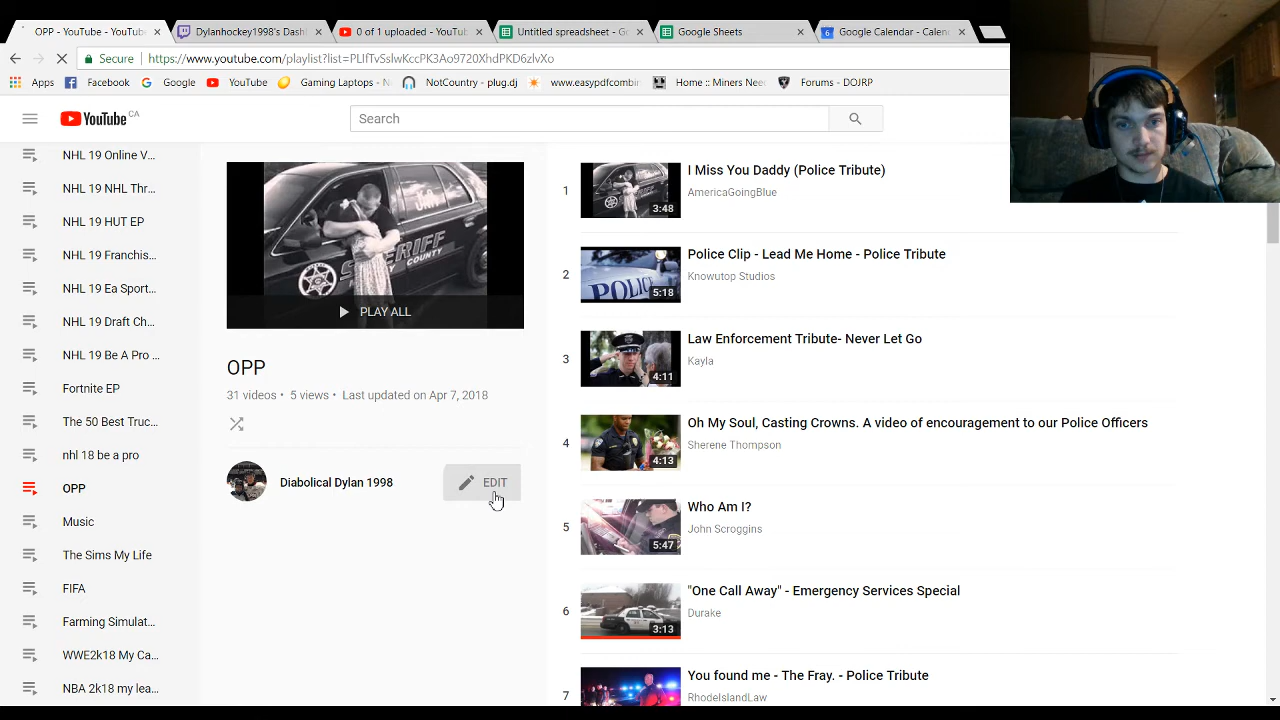 OPP - YouTube - YouTub
Dylanhockey1998's
0 of 1 uploaded - YouTu
Untitled spreadsheet - Go
Google Sheets
Google Calendar - Calen
Secure
https://www.youtube.com/playlist?list=PLIfTvSslwKccPK3Ao9720XhdPKD6zlvXo
Apps
Facebook
Google
YouTube
Gaming Laptops - N
No!Country - plug.dj
www.easypdfcombin
Home - Miners Nee
Forums - DOJRP
YouTube CA
Search
NHL 19 Online V...
NHL 19 NHL Thr...
NHL 19 HUT EP
NHL 19 Franchis...
NHL 19 Ea Sport...
NHL 19 Draft Ch...
NHL 19 Be A Pro ...
Fortnite EP
The 50 Best Truc...
nhl 18 be a pro
OPP
Music
The Sims My Life
FIFA
Farming Simulat...
WWE2k18 My Ca...
NBA 2k18 my lea...
SHERIFF
COUNTY
PLAY ALL
OPP
31 videos • 5 views • Last updated on Apr 7, 2018
Diabolical Dylan 1998
EDIT
1
3:48
I Miss You Daddy (Police Tribute)
AmericaGoingBlue
2
POLICE
5:18
Police Clip - Lead Me Home - Police Tribute
Knowutop Studios
3
4:11
Law Enforcement Tribute- Never Let Go
Kayla
4
4:13
Oh My Soul, Casting Crowns. A video of encouragement to our Police Officers
Sherene Thompson
5
5:47
Who Am I?
John Scroggins
6
3:13
"One Call Away" - Emergency Services Special
Durake
7
You found me - The Fray. - Police Tribute
RhodeIslandLaw